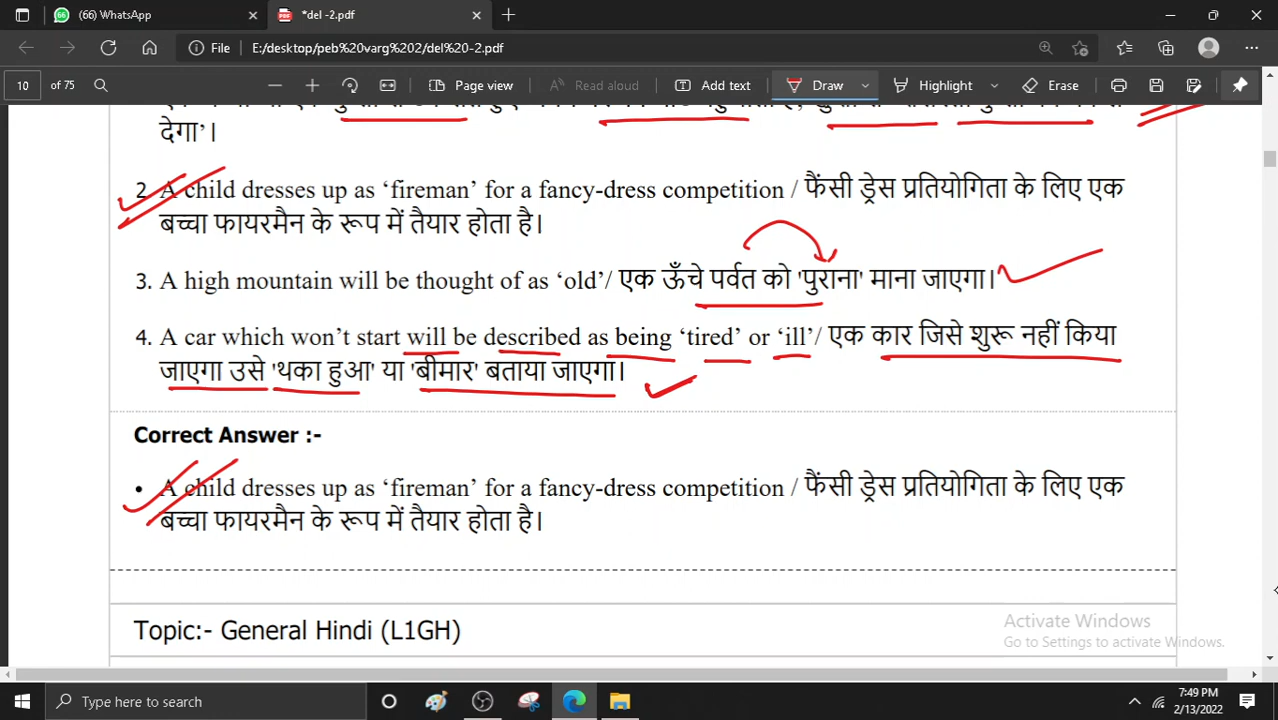 (66) WhatsApp
*del -2.pdf
File
E:/desktop/peb%20varg%202/del%20-2.pdf
10 of 75
Page view
Read aloud
Add text
Draw
Highlight
Erase
देगा'।
2. A child dresses up as ‘fireman’ for a fancy-dress competition / फैंसी ड्रेस प्रतियोगिता के लिए एक
बच्चा फायरमैन के रूप में तैयार होता है।
3. A high mountain will be thought of as ‘old’/ एक ऊँचे पर्वत को 'पुराना' माना जाएगा।
4. A car which won’t start will be described as being ‘tired’ or ‘ill’/ एक कार जिसे शुरू नहीं किया
जाएगा उसे 'थका हुआ' या 'बीमार' बताया जाएगा।
Correct Answer :-
• A child dresses up as ‘fireman’ for a fancy-dress competition / फैंसी ड्रेस प्रतियोगिता के लिए एक
बच्चा फायरमैन के रूप में तैयार होता है।
Topic:- General Hindi (L1GH)
Activate Windows
Go to Settings to activate Windows.
Type here to search
7:49 PM
2/13/2022